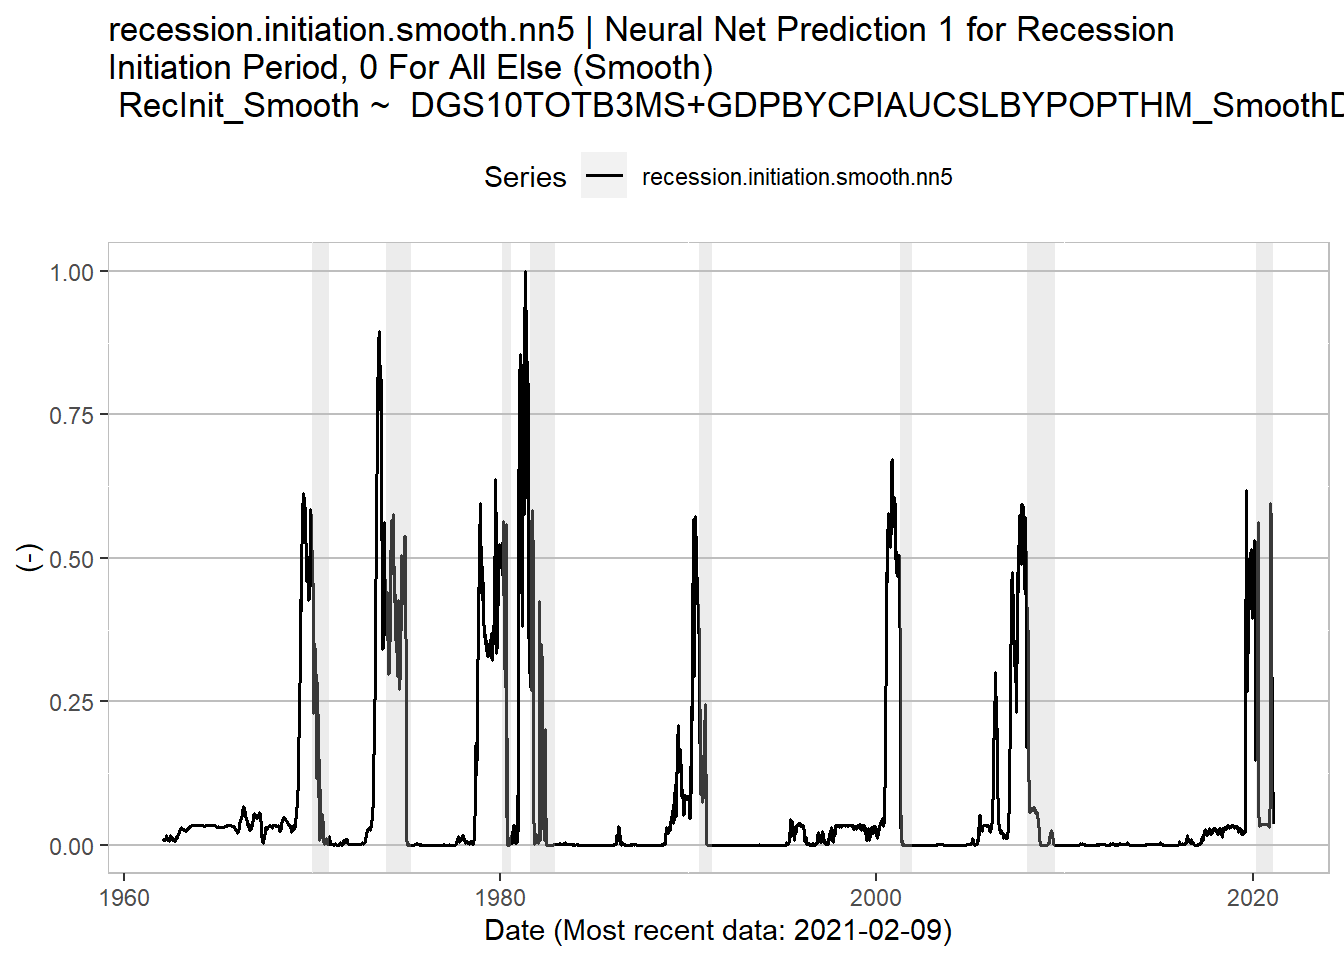 recession.initiation.smooth.nn5 | Neural Net Prediction 1 for Recession
Initiation Period, 0 For All Else (Smooth)
RecInit_Smooth ~ DGS10TOTB3MS+GDPBYCPIAUCSLBYPOPTHM_SmoothD
Series recession.initiation.smooth.nn5
1.00
0.75
0.50
0.25
0.00
(-)
1960 1980 2000 2020
Date (Most recent data: 2021-02-09)